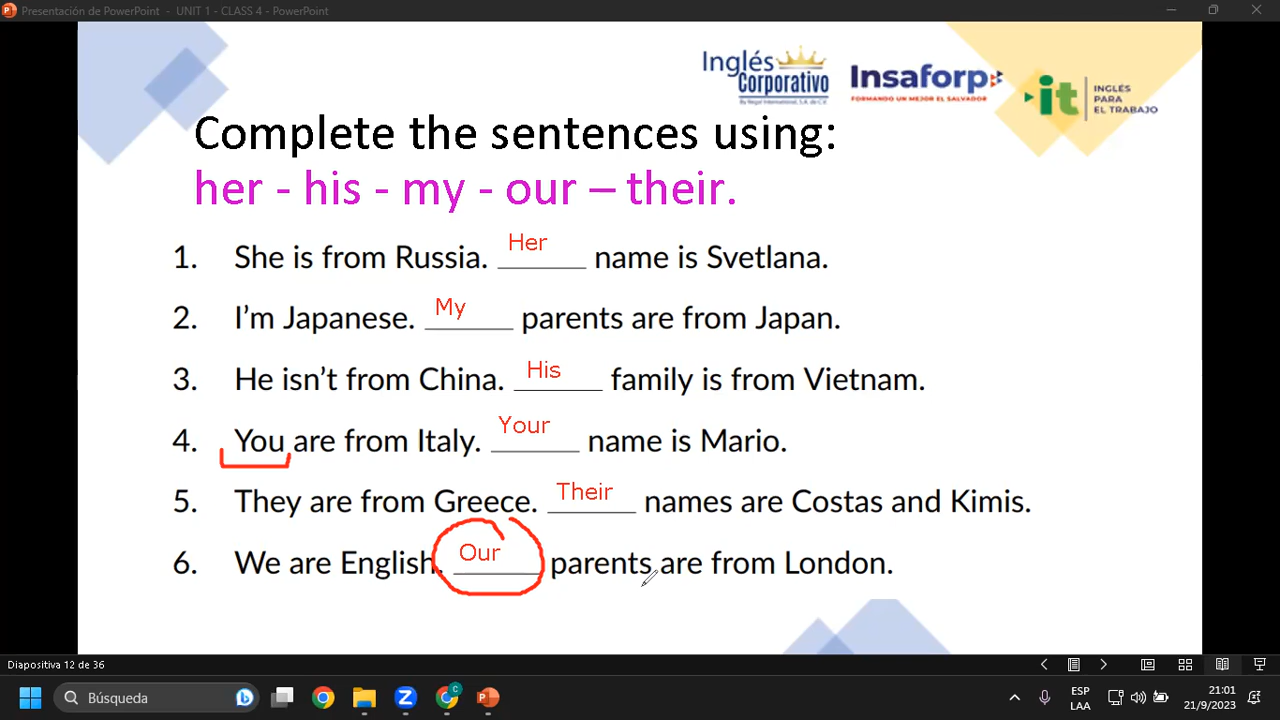 Presentación de PowerPoint - UNIT 1 - CLASS 4 - PowerPoint
Inglés Corporativo
By Regal International, S.A. de C.V.
Insaforp
FORMANDO UN MEJOR EL SALVADOR
it INGLÉS PARA EL TRABAJO
Complete the sentences using:
her - his - my - our – their.
1. She is from Russia. Her name is Svetlana.
2. I'm Japanese. My parents are from Japan.
3. He isn't from China. His family is from Vietnam.
4. You are from Italy. Your name is Mario.
5. They are from Greece. Their names are Costas and Kimis.
6. We are English. Our parents are from London.
Diapositiva 12 de 36
Búsqueda
ESP
LAA
21:01
21/9/2023